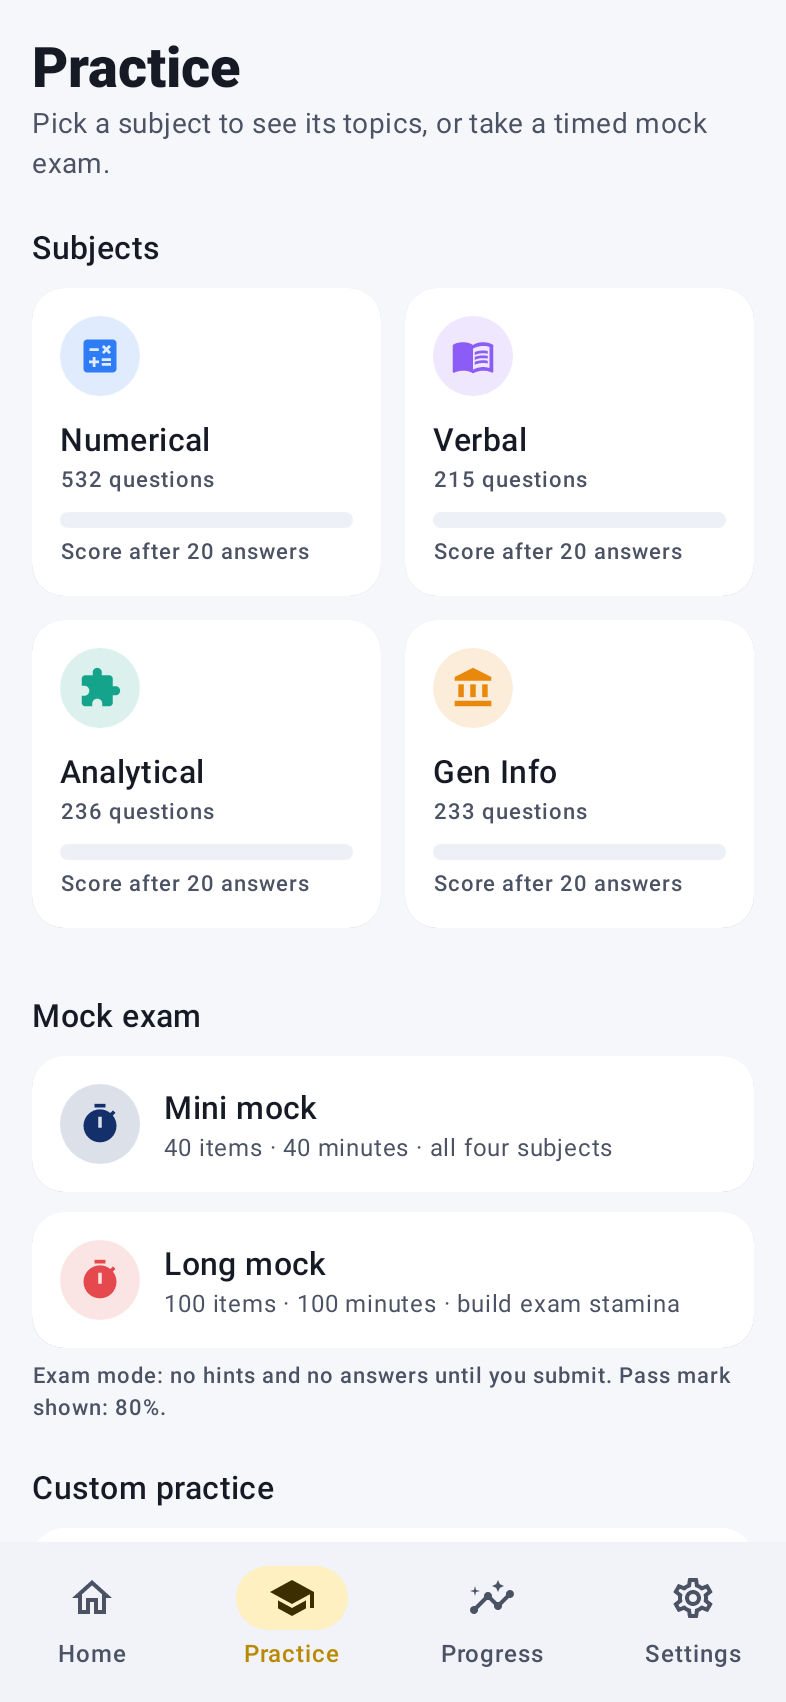 Practice
Pick a subject to see its topics, or take a timed mock
exam.
Subjects
Numerical
532 questions
Score after 20 answers
Verbal
215 questions
Score after 20 answers
Analytical
236 questions
Score after 20 answers
Gen Info
233 questions
Score after 20 answers
Mock exam
Mini mock
40 items · 40 minutes · all four subjects
Long mock
100 items · 100 minutes · build exam stamina
Exam mode: no hints and no answers until you submit. Pass mark
shown: 80%.
Custom practice
Home
Practice
Progress
Settings